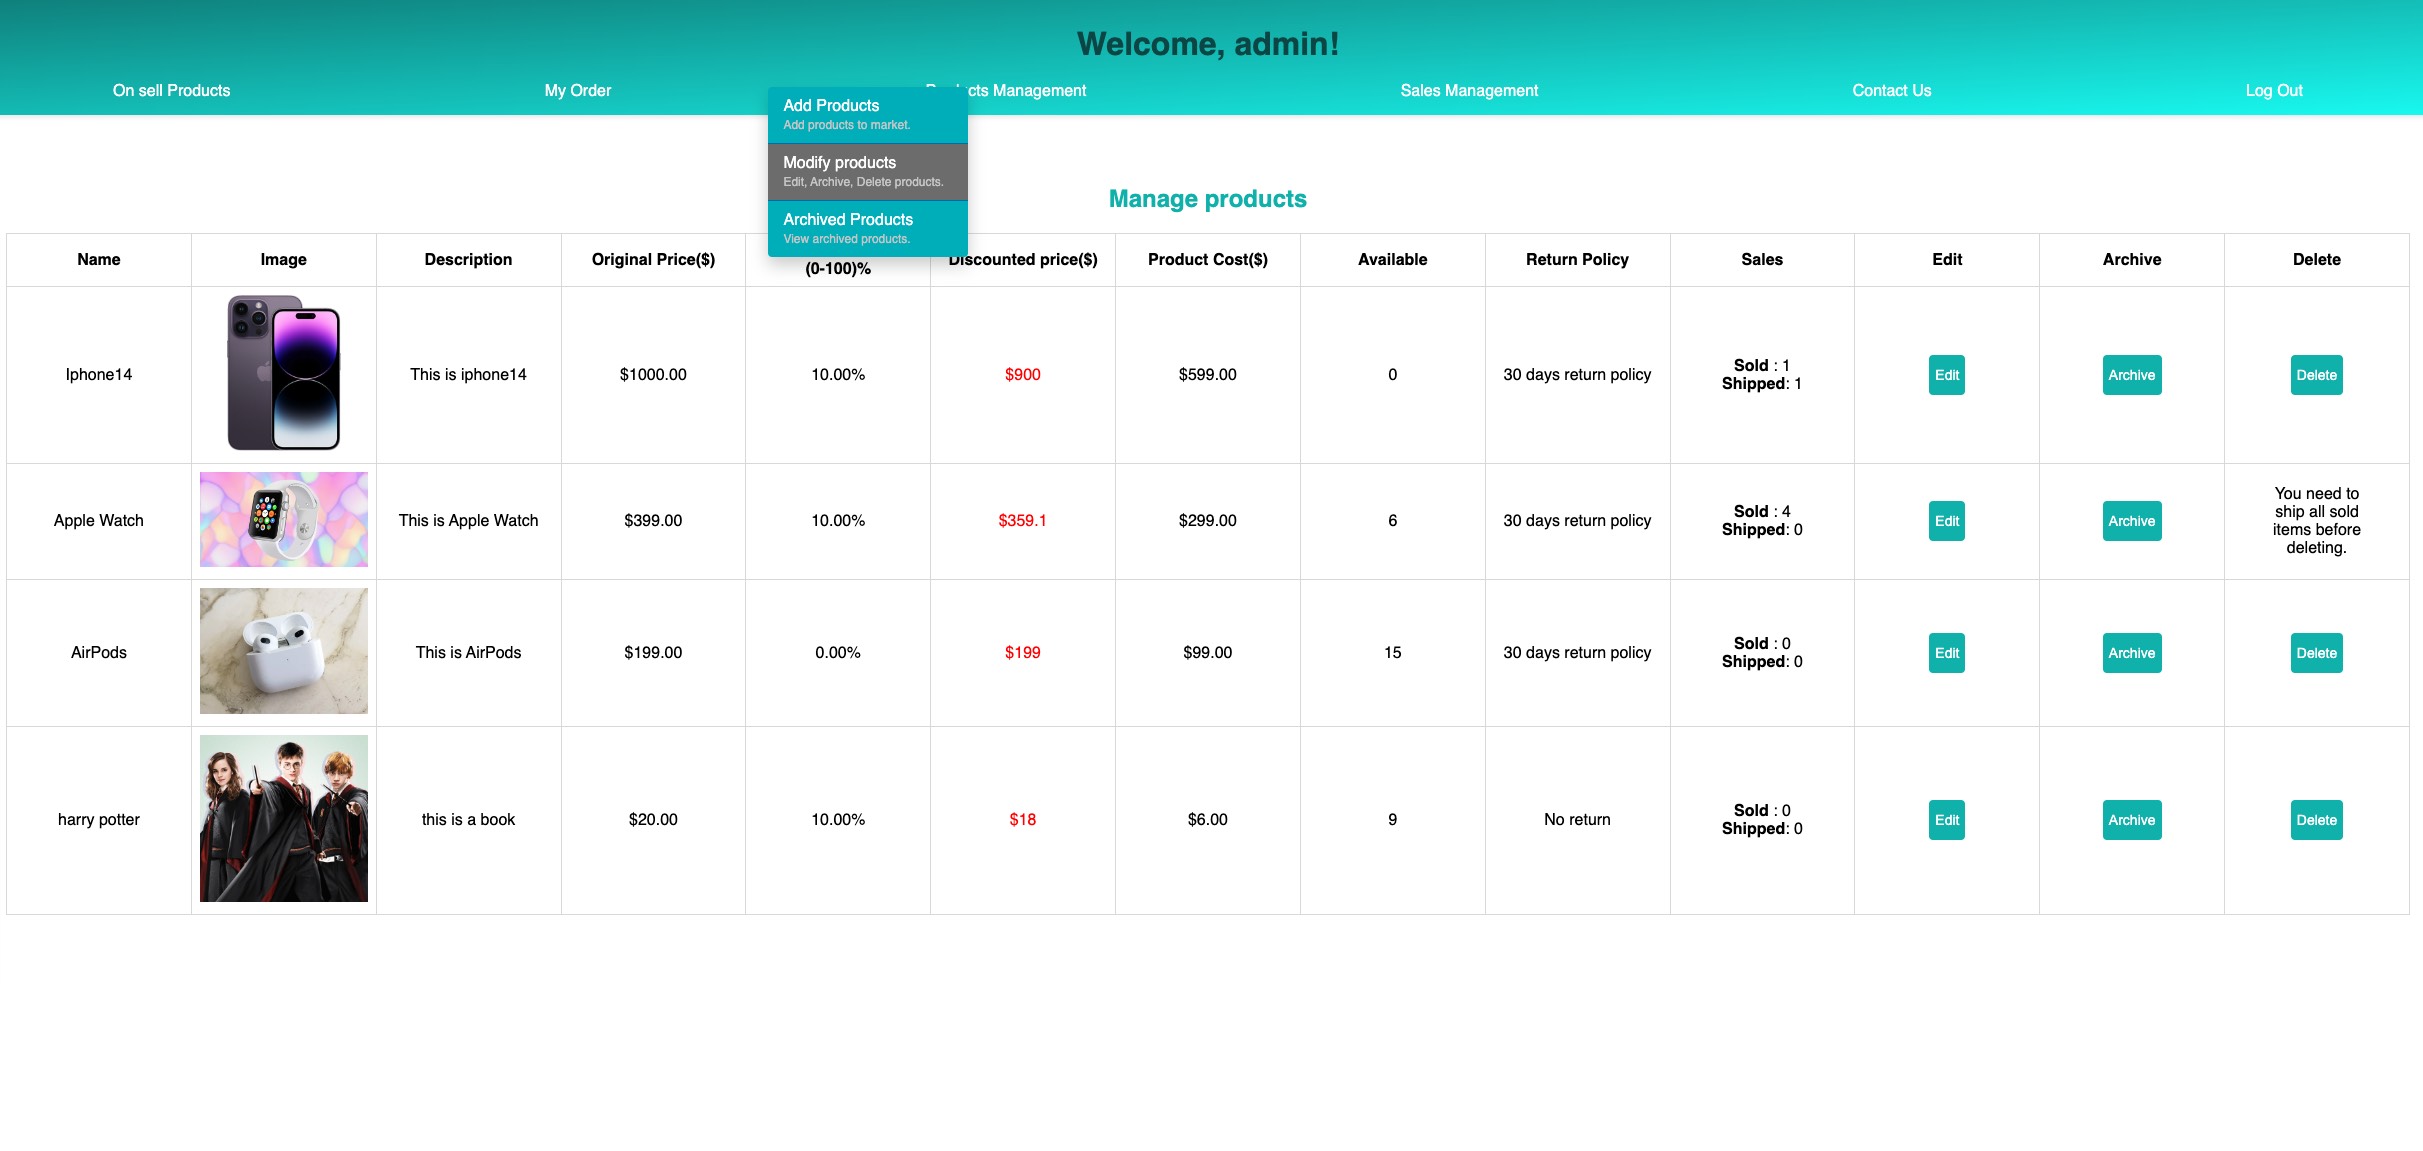 Welcome, admin!
On sell Products My Order cts Management Sales Management Contact Us Log Out
Add Products
Add products to market.
Modify products
Edit, Archive, Delete products.
Archived Products
View archived products.
Manage products
Name Image Description Original Price($) (0-100)% Discounted price($) Product Cost($) Available Return Policy Sales Edit Archive Delete
Iphone14 This is iphone14 $1000.00 10.00% $900 $599.00 0 30 days return policy Sold : 1 Edit Archive Delete
Shipped: 1
Apple Watch This is Apple Watch $399.00 10.00% $359.1 $299.00 6 30 days return policy Sold : 4 Edit Archive You need to
Shipped: 0 ship all sold
items before
deleting.
AirPods This is AirPods $199.00 0.00% $199 $99.00 15 30 days return policy Sold : 0 Edit Archive Delete
Shipped: 0
harry potter this is a book $20.00 10.00% $18 $6.00 9 No return Sold : 0 Edit Archive Delete
Shipped: 0